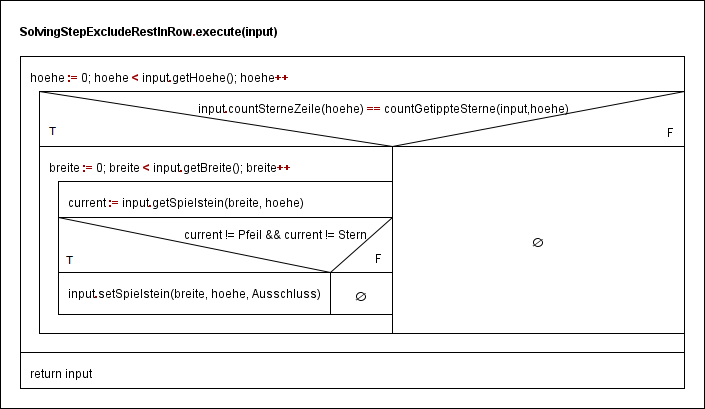 SolvingStepExcludeRestInRow.execute(input)
hoehe := 0; hoehe < input.getHoehe(); hoehe++
input.countSterneZeile(hoehe) == countGetippteSterne(input,hoehe)
T
F
breite := 0; breite < input.getBreite(); breite++
current := input.getSpielstein(breite, hoehe)
current != Pfeil && current != Stern
T
F
∅
input.setSpielstein(breite, hoehe, Ausschluss)
∅
return input